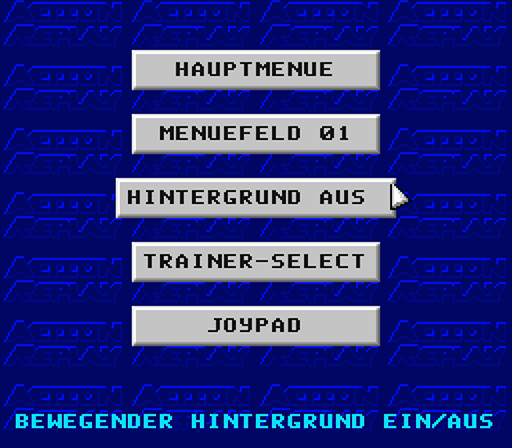 HAUPTMENUE
MENUEFELD 01
HINTERGRUND AUS
TRAINER-SELECT
JOYPAD
BEWEGENDER HINTERGRUND EIN/AUS